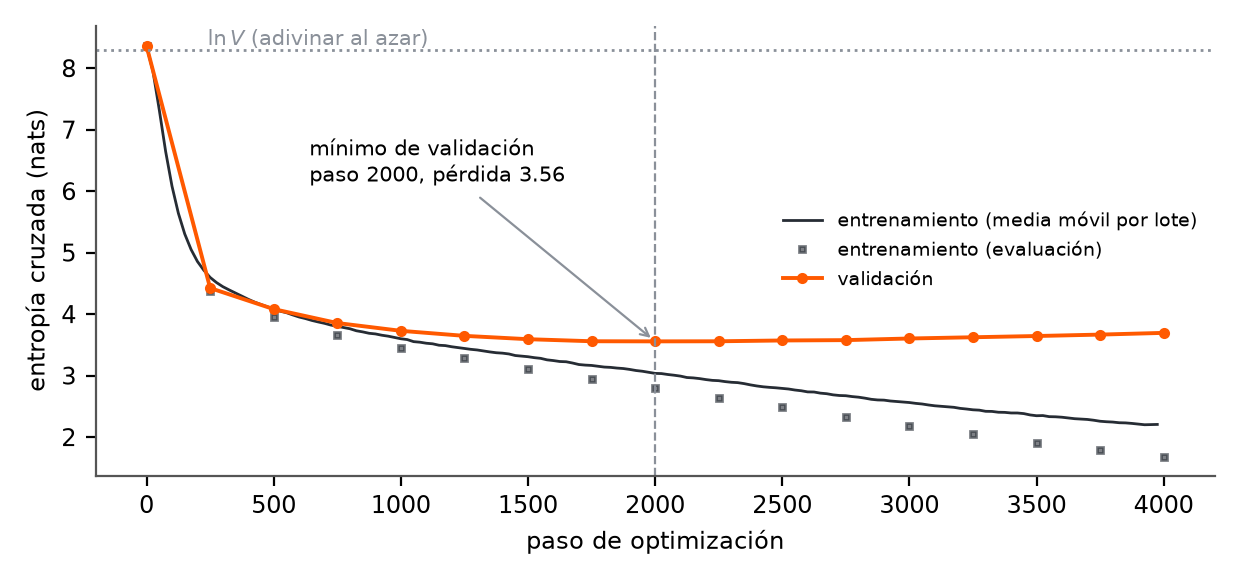 ln V (adivinar al azar)
mínimo de validación
paso 2000, pérdida 3.56
entrenamiento (media móvil por lote)
entrenamiento (evaluación)
validación
entropía cruzada (nats)
8
7
6
5
4
3
2
0 500 1000 1500 2000 2500 3000 3500 4000
paso de optimización